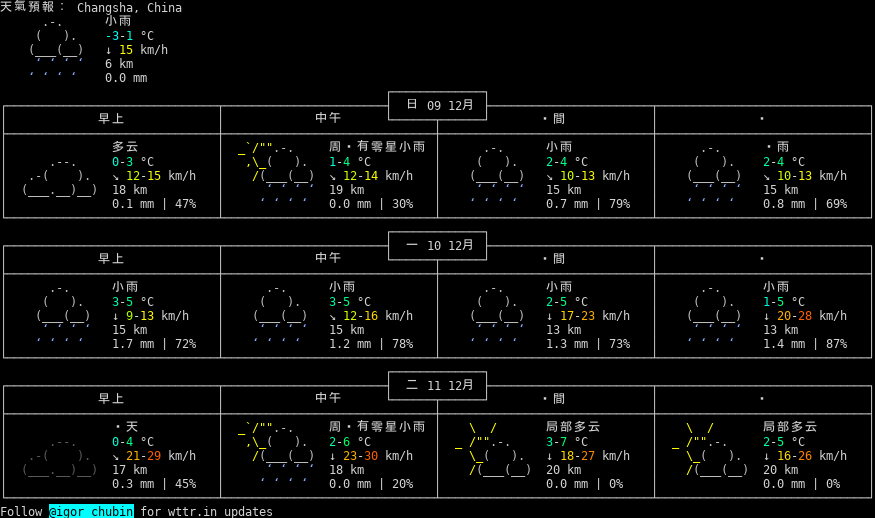 天氣預報： Changsha, China
小雨
-3-1 °C
↓ 15 km/h
6 km
0.0 mm
日 09 12月
早上 中午 ・間 ・
多云 周・有零星小雨 小雨 ・雨
0-3 °C 1-4 °C 2-4 °C 2-4 °C
↘ 12-15 km/h ↘ 12-14 km/h ↘ 10-13 km/h ↘ 10-13 km/h
18 km 19 km 15 km 15 km
0.1 mm | 47% 0.0 mm | 30% 0.7 mm | 79% 0.8 mm | 69%
一 10 12月
早上 中午 ・間 ・
小雨 小雨 小雨 小雨
3-5 °C 3-5 °C 2-5 °C 1-5 °C
↓ 9-13 km/h ↘ 12-16 km/h ↓ 17-23 km/h ↓ 20-28 km/h
15 km 15 km 13 km 13 km
1.7 mm | 72% 1.2 mm | 78% 1.3 mm | 73% 1.4 mm | 87%
二 11 12月
早上 中午 ・間 ・
・天 周・有零星小雨 局部多云 局部多云
0-4 °C 2-6 °C 3-7 °C 2-5 °C
↘ 21-29 km/h ↓ 23-30 km/h ↓ 18-27 km/h ↓ 16-26 km/h
17 km 18 km 20 km 20 km
0.3 mm | 45% 0.0 mm | 20% 0.0 mm | 0% 0.0 mm | 0%
Follow @igor_chubin for wttr.in updates